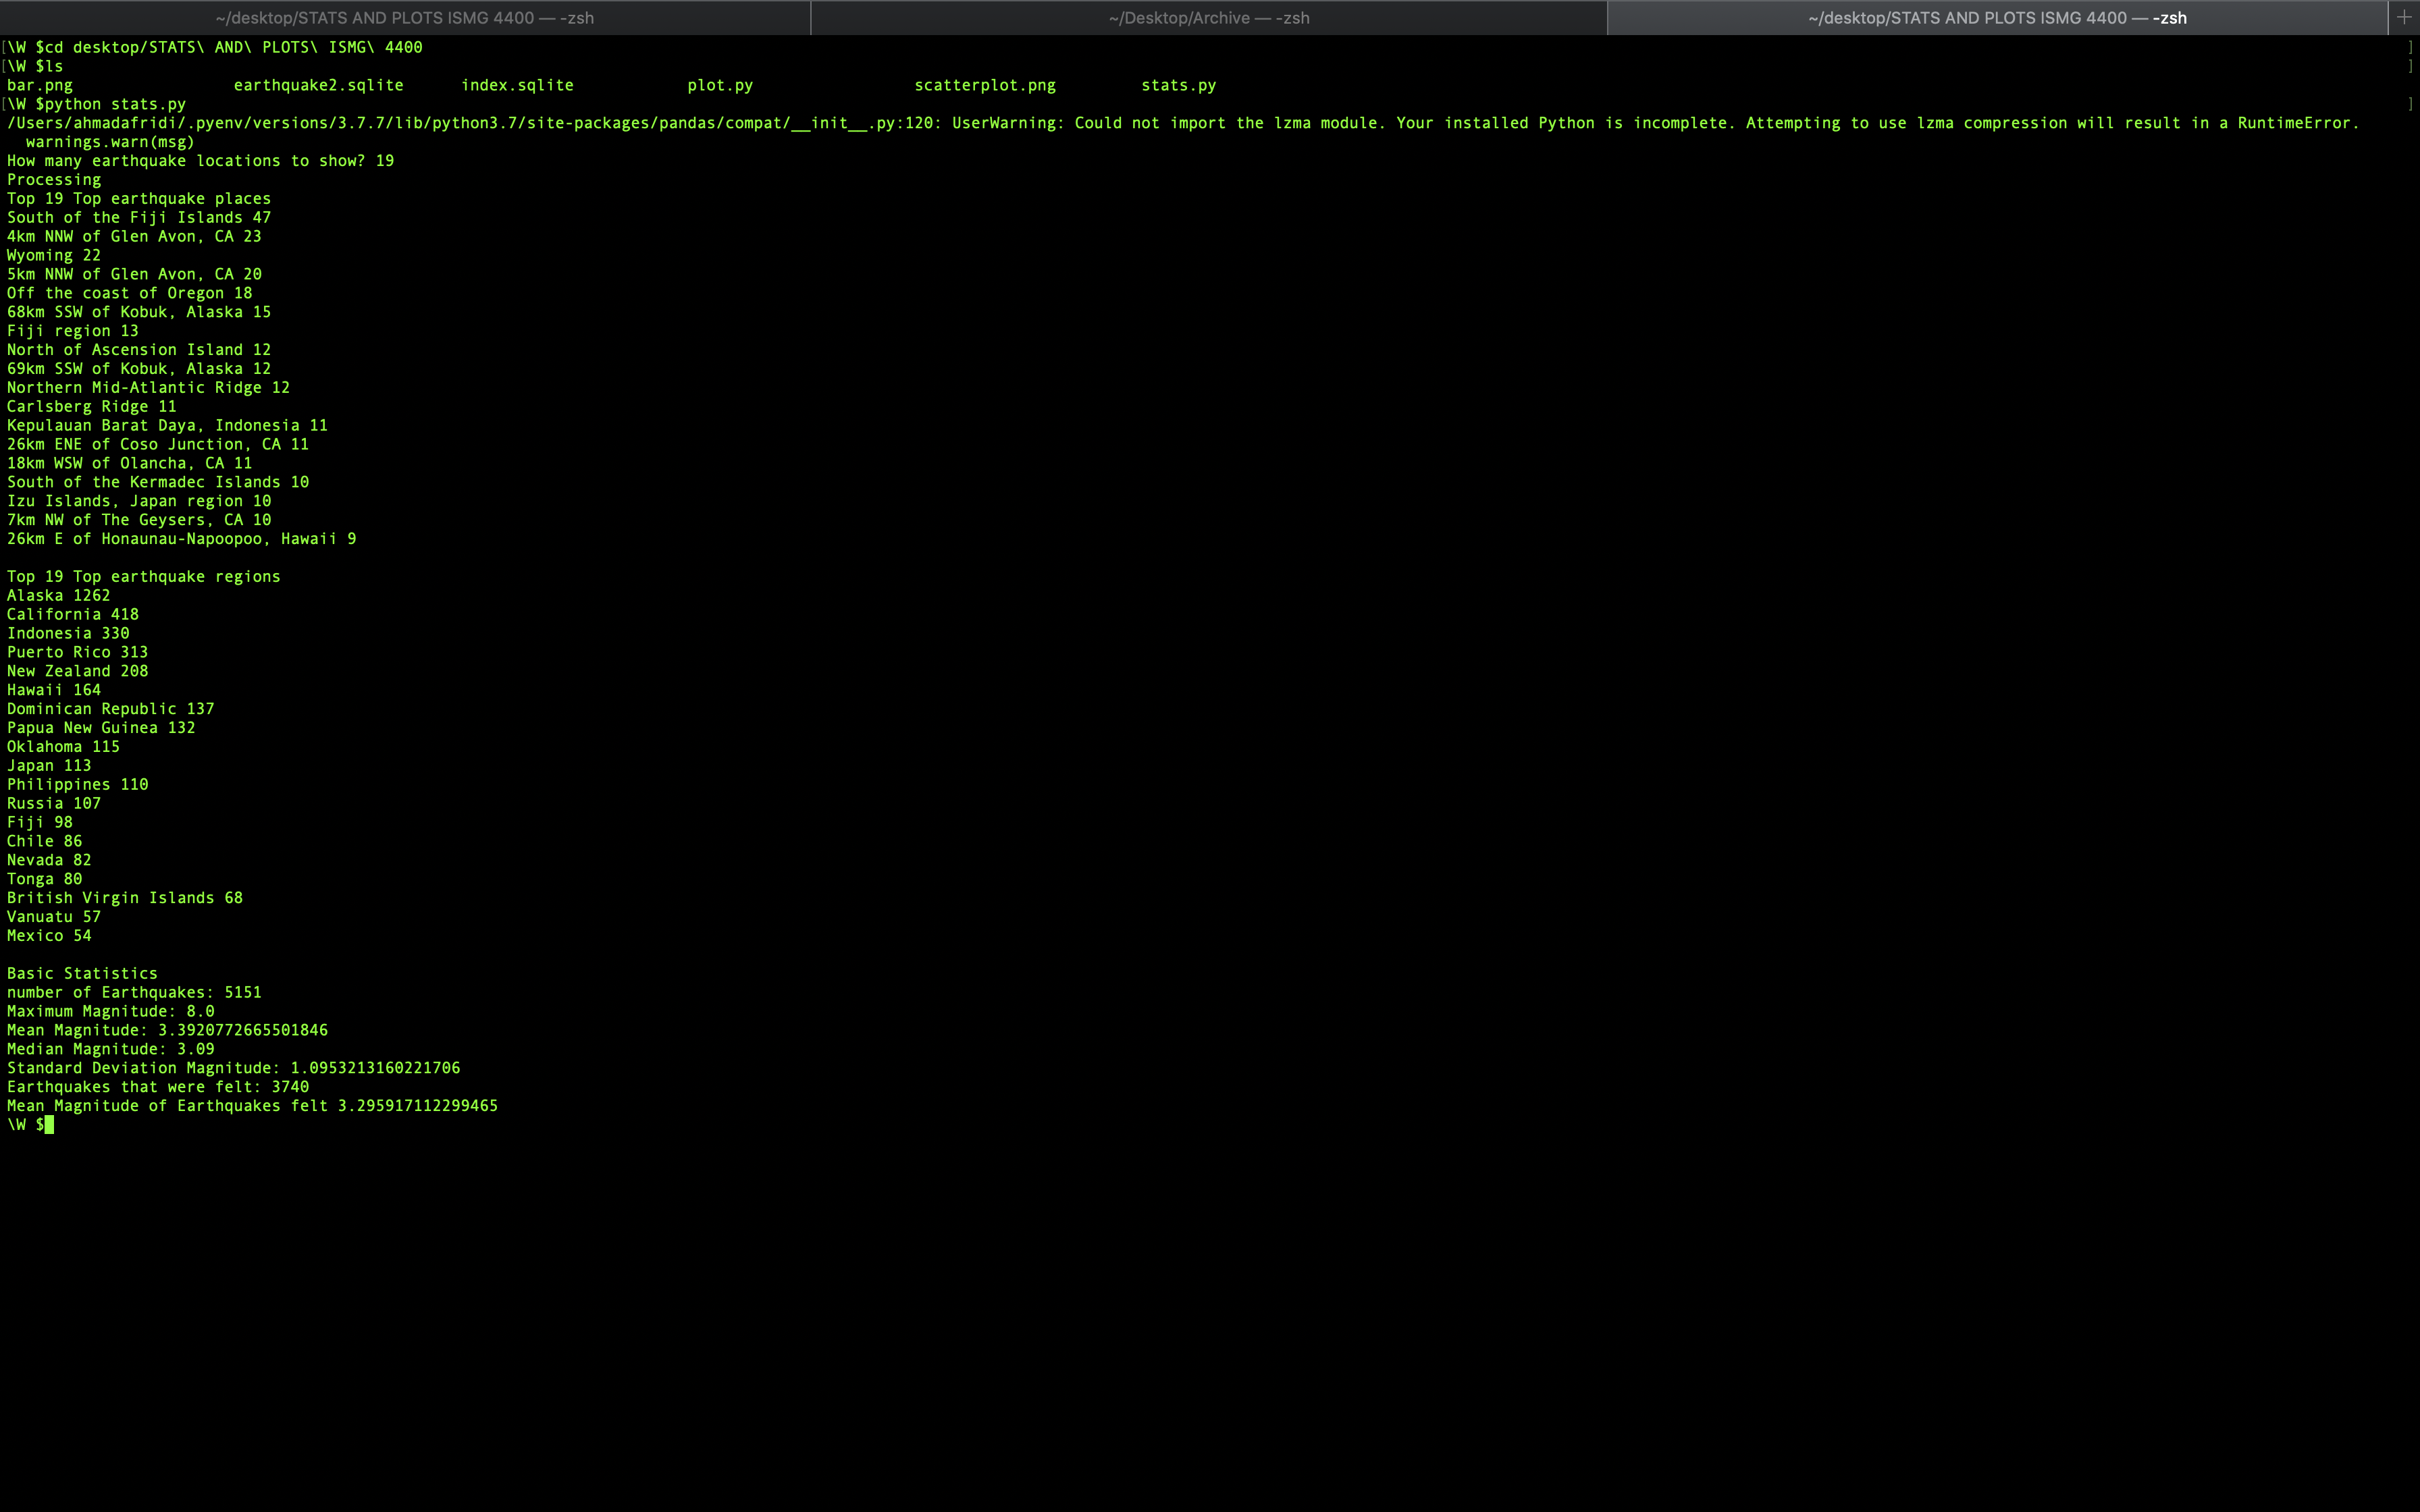 ~/desktop/STATS AND PLOTS ISMG 4400 — -zsh
~/Desktop/Archive — -zsh
~/desktop/STATS AND PLOTS ISMG 4400 — -zsh
+
[\W $cd desktop/STATS\ AND\ PLOTS\ ISMG\ 4400 ]
[\W $ls ]
bar.png earthquake2.sqlite index.sqlite plot.py scatterplot.png stats.py
[\W $python stats.py ]
/Users/ahmadafridi/.pyenv/versions/3.7.7/lib/python3.7/site-packages/pandas/compat/__init__.py:120: UserWarning: Could not import the lzma module. Your installed Python is incomplete. Attempting to use lzma compression will result in a RuntimeError.
  warnings.warn(msg)
How many earthquake locations to show? 19
Processing
Top 19 Top earthquake places
South of the Fiji Islands 47
4km NNW of Glen Avon, CA 23
Wyoming 22
5km NNW of Glen Avon, CA 20
Off the coast of Oregon 18
68km SSW of Kobuk, Alaska 15
Fiji region 13
North of Ascension Island 12
69km SSW of Kobuk, Alaska 12
Northern Mid-Atlantic Ridge 12
Carlsberg Ridge 11
Kepulauan Barat Daya, Indonesia 11
26km ENE of Coso Junction, CA 11
18km WSW of Olancha, CA 11
South of the Kermadec Islands 10
Izu Islands, Japan region 10
7km NW of The Geysers, CA 10
26km E of Honaunau-Napoopoo, Hawaii 9

Top 19 Top earthquake regions
Alaska 1262
California 418
Indonesia 330
Puerto Rico 313
New Zealand 208
Hawaii 164
Dominican Republic 137
Papua New Guinea 132
Oklahoma 115
Japan 113
Philippines 110
Russia 107
Fiji 98
Chile 86
Nevada 82
Tonga 80
British Virgin Islands 68
Vanuatu 57
Mexico 54

Basic Statistics
number of Earthquakes: 5151
Maximum Magnitude: 8.0
Mean Magnitude: 3.3920772665501846
Median Magnitude: 3.09
Standard Deviation Magnitude: 1.0953213160221706
Earthquakes that were felt: 3740
Mean Magnitude of Earthquakes felt 3.295917112299465
\W $